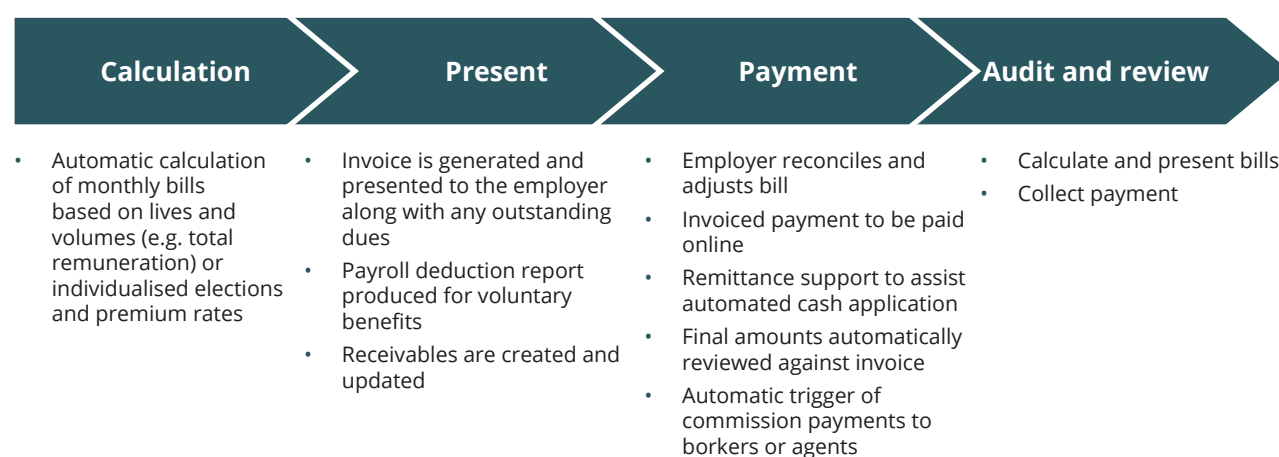 Calculation
Present
Payment
Audit and review
• Automatic calculation
of monthly bills
based on lives and
volumes (e.g. total
remuneration) or
individualised elections
and premium rates
• Invoice is generated and
presented to the employer
along with any outstanding
dues
• Payroll deduction report
produced for voluntary
benefits
• Receivables are created and
updated
• Employer reconciles and
adjusts bill
• Invoiced payment to be paid
online
• Remittance support to assist
automated cash application
• Final amounts automatically
reviewed against invoice
• Automatic trigger of
commission payments to
borkers or agents
• Calculate and present bills
• Collect payment